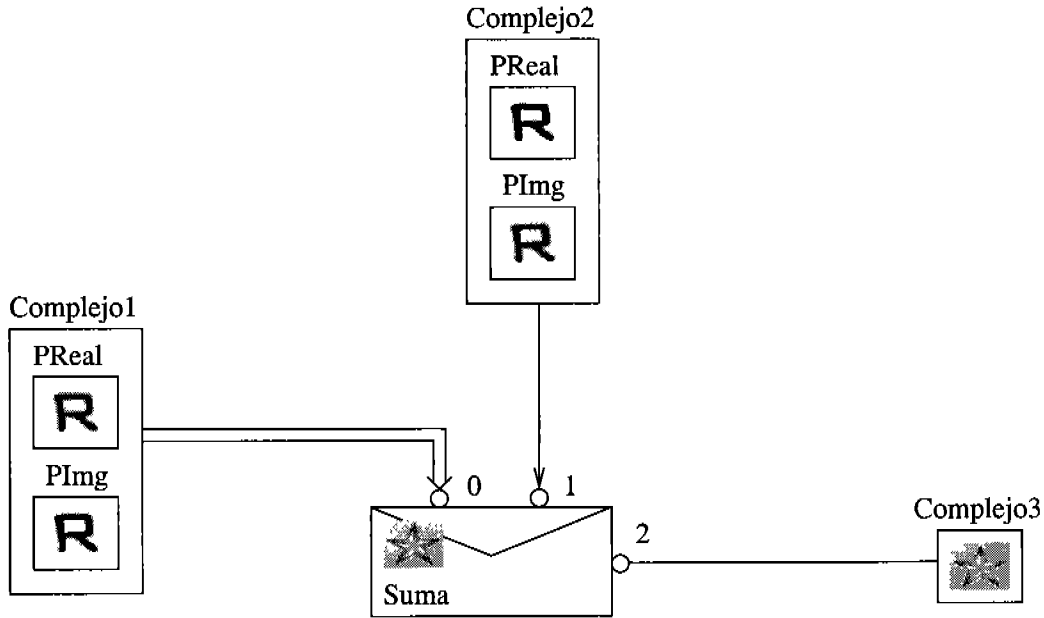 Complejo2
PReal
R
PImg
R
Complejo1
PReal
R
PImg
R
0
1
2
Suma
Complejo3